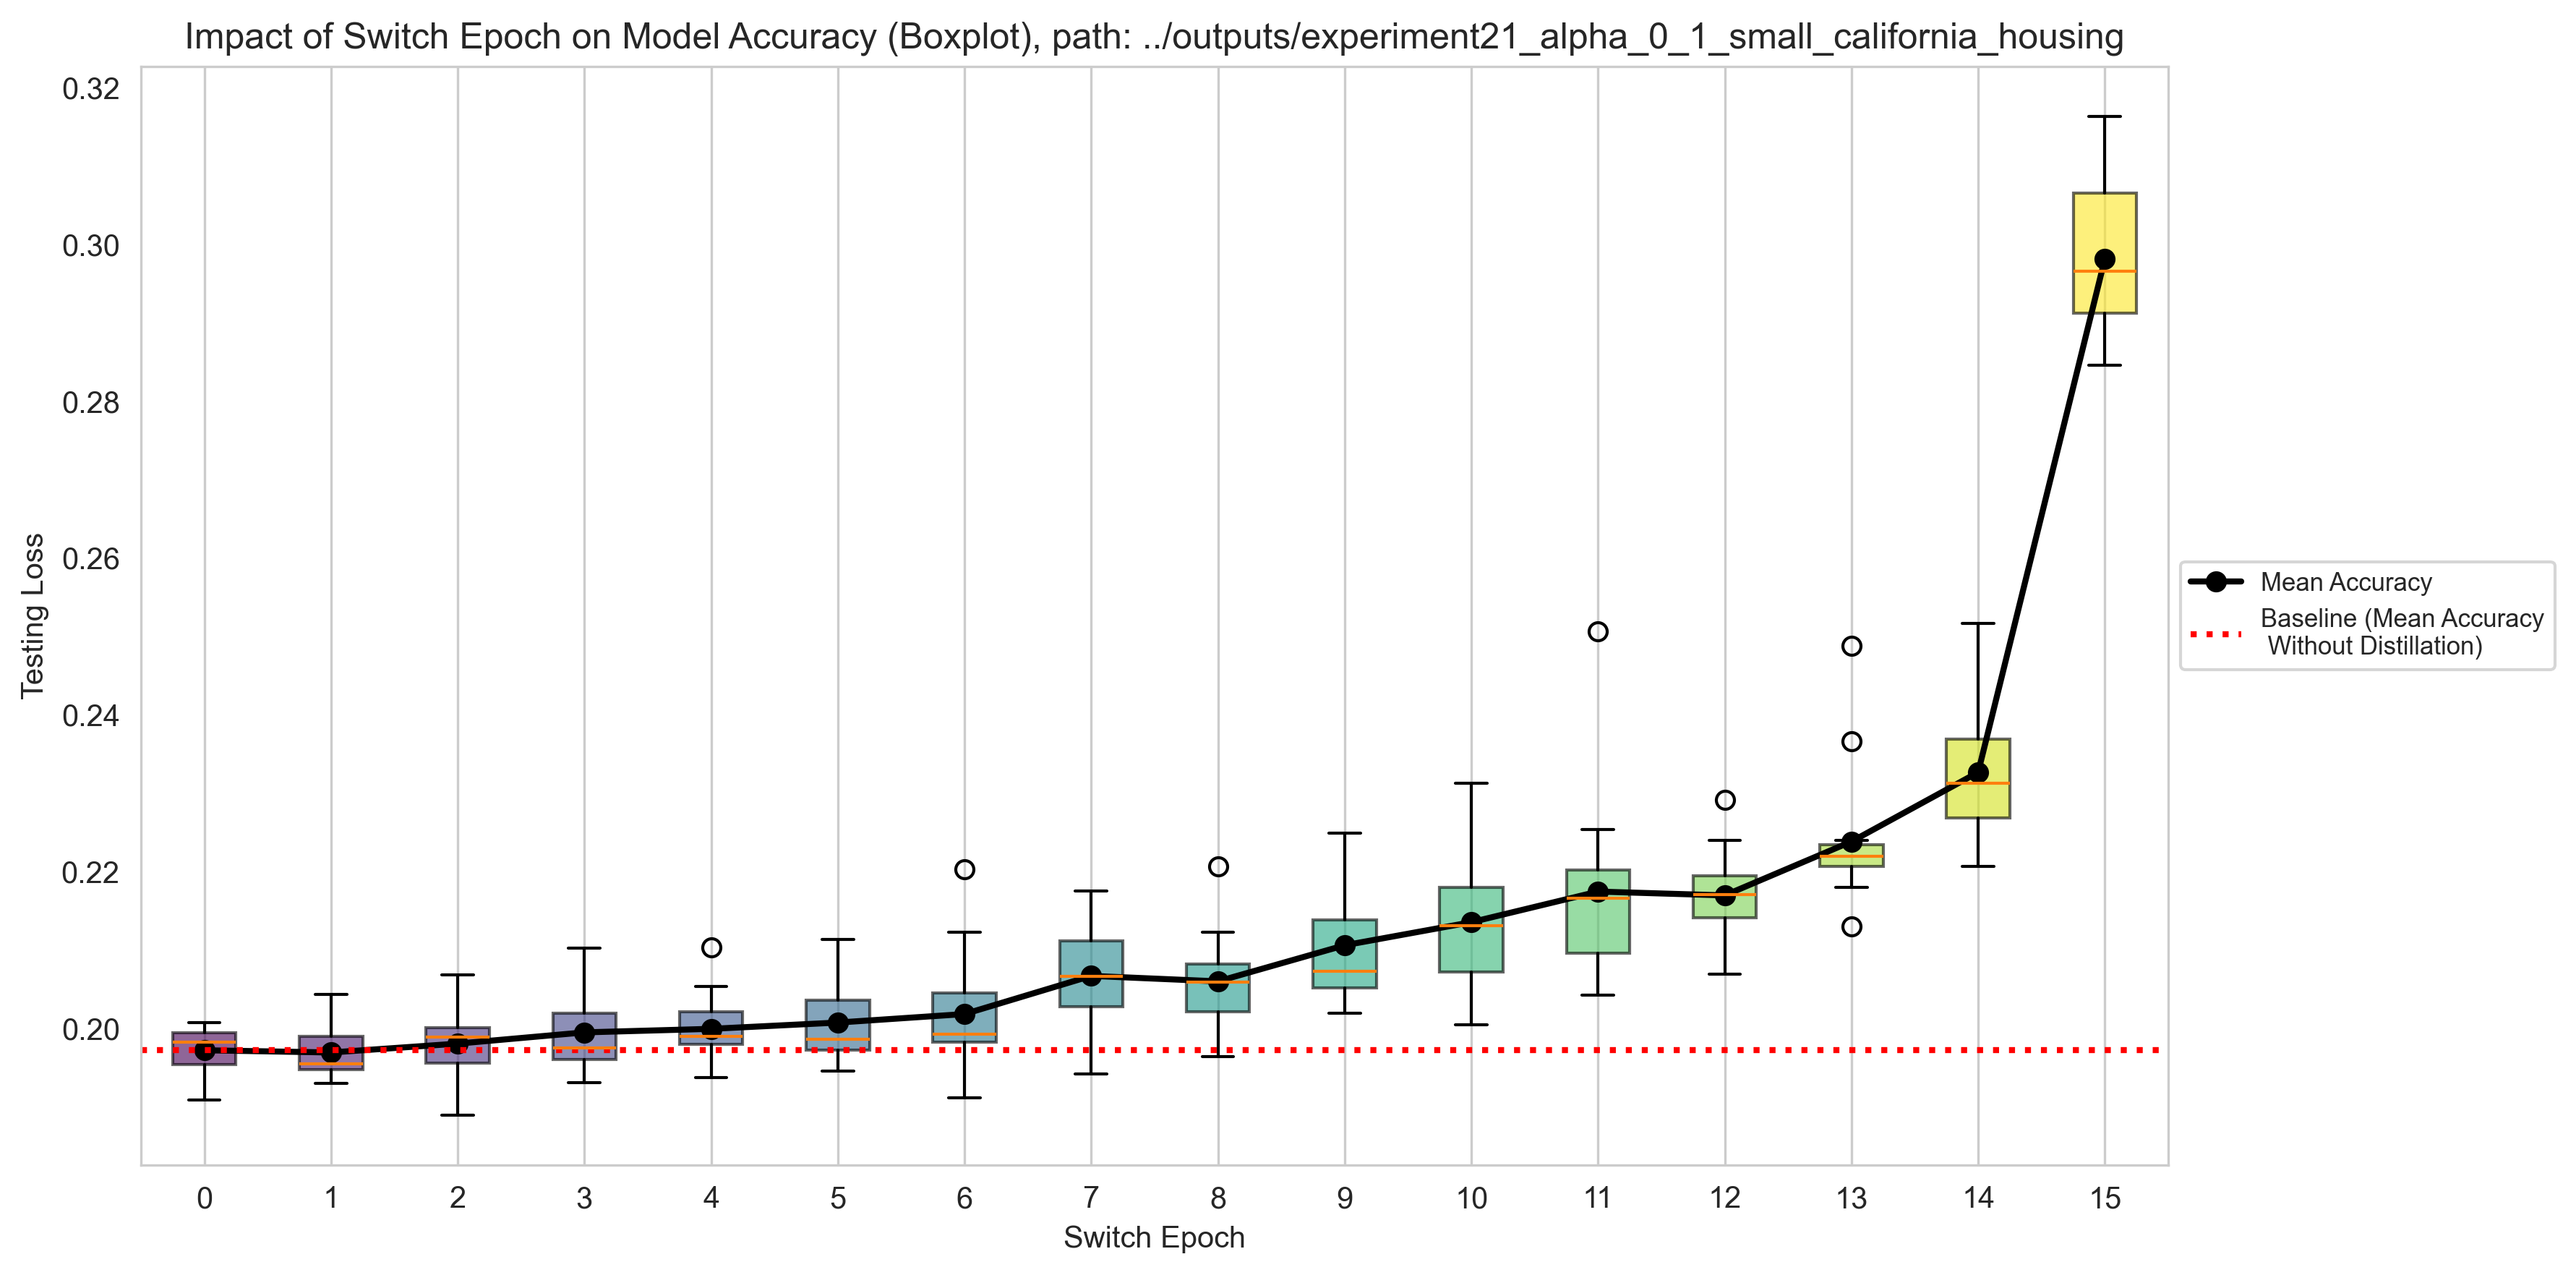 Impact of Switch Epoch on Model Accuracy (Boxplot), path: ../outputs/experiment21_alpha_0_1_small_california_housing
0.32
0.30
0.28
0.26
0.24
0.22
0.20
Testing Loss
0 1 2 3 4 5 6 7 8 9 10 11 12 13 14 15
Switch Epoch
Mean Accuracy
Baseline (Mean Accuracy
Without Distillation)